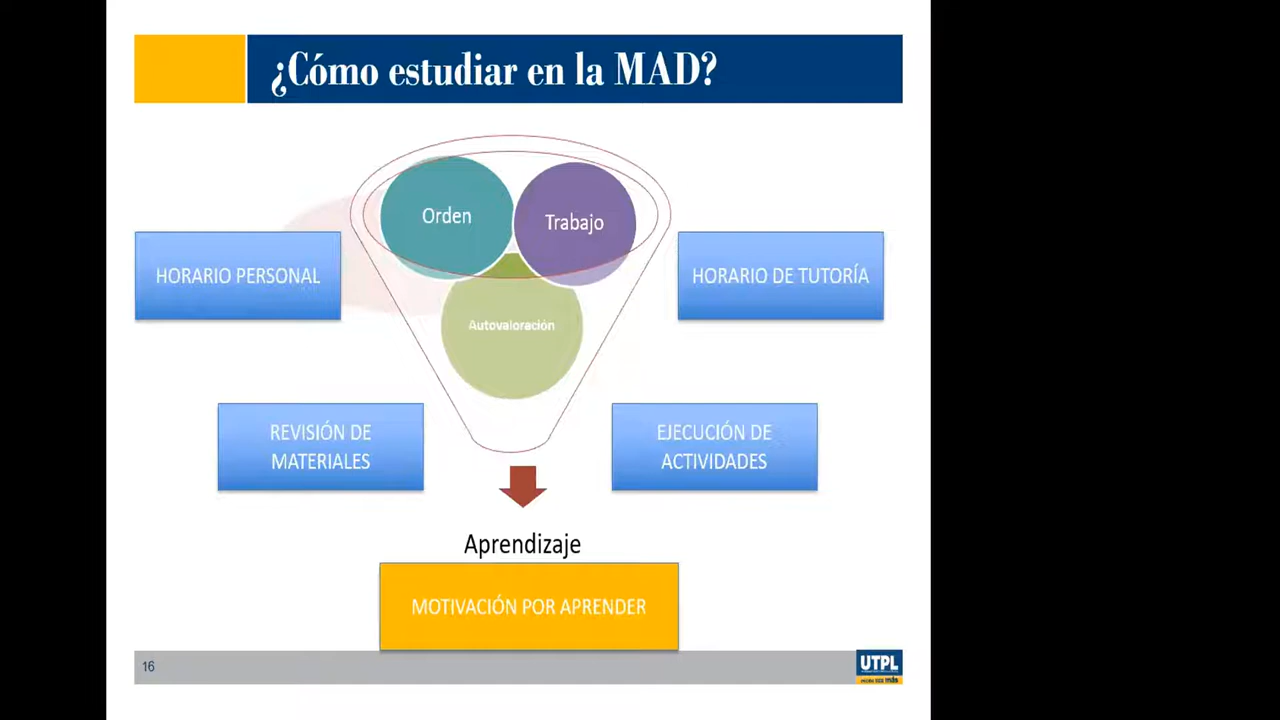 ¿Cómo estudiar en la MAD?
Orden
Trabajo
Autovaloración
HORARIO PERSONAL
HORARIO DE TUTORÍA
REVISIÓN DE
MATERIALES
EJECUCIÓN DE
ACTIVIDADES
Aprendizaje
MOTIVACIÓN POR APRENDER
16
UTPL